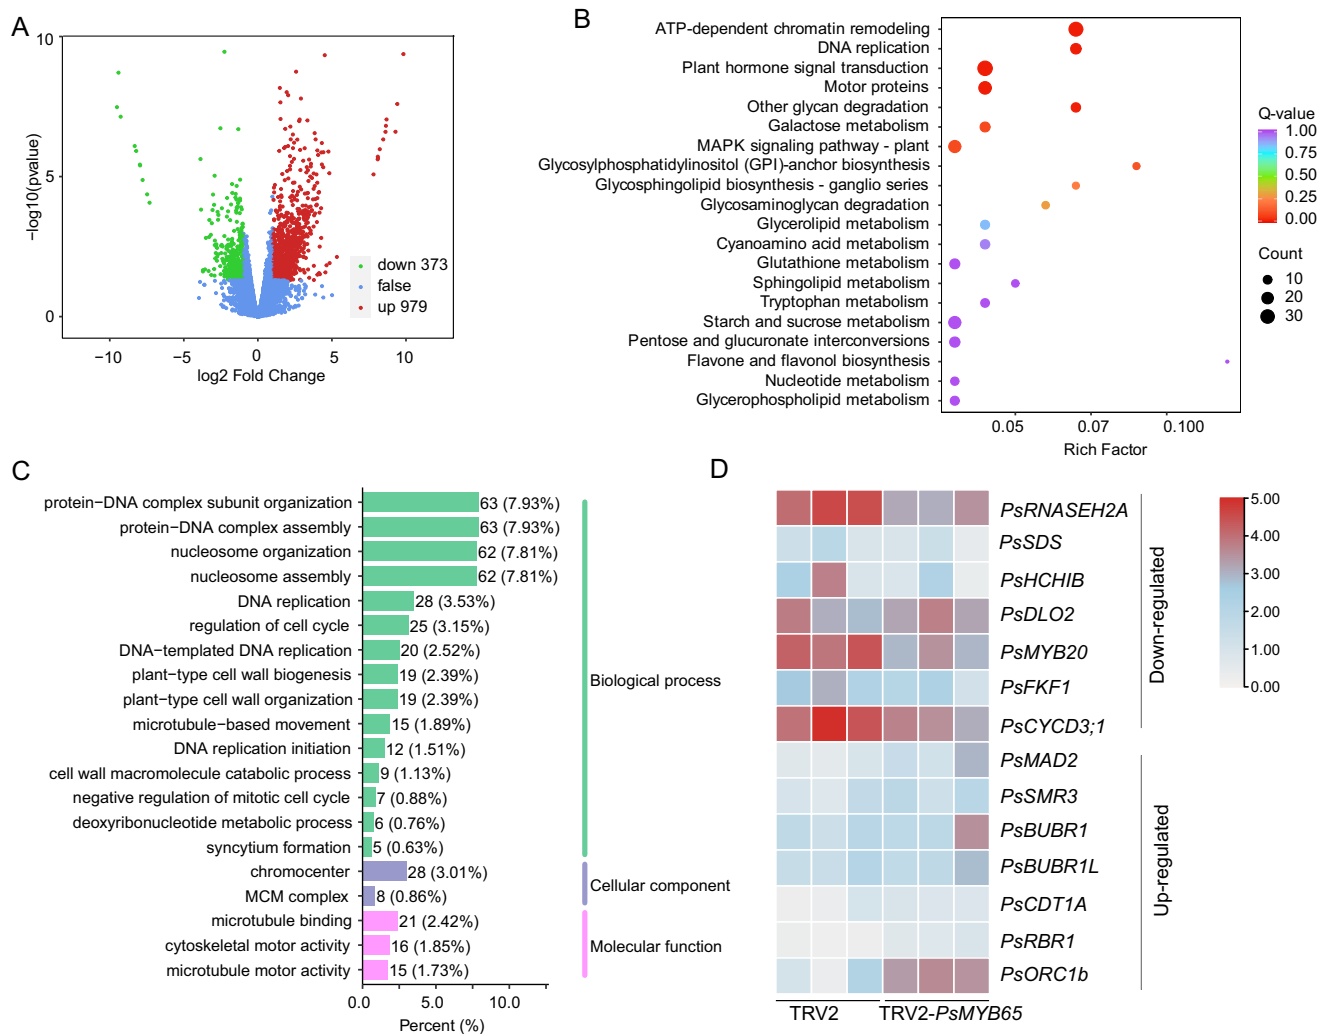 A
10
5
0
−log10(pvalue)
−10
−5
0
5
10
log2 Fold Change
down 373
false
up 979
B
ATP-dependent chromatin remodeling
DNA replication
Plant hormone signal transduction
Motor proteins
Other glycan degradation
Galactose metabolism
MAPK signaling pathway - plant
Glycosylphosphatidylinositol (GPI)-anchor biosynthesis
Glycosphingolipid biosynthesis - ganglio series
Glycosaminoglycan degradation
Glycerolipid metabolism
Cyanoamino acid metabolism
Glutathione metabolism
Sphingolipid metabolism
Tryptophan metabolism
Starch and sucrose metabolism
Pentose and glucuronate interconversions
Flavone and flavonol biosynthesis
Nucleotide metabolism
Glycerophospholipid metabolism
0.05
0.07
0.100
Rich Factor
Q-value
1.00
0.75
0.50
0.25
0.00
Count
10
20
30
C
protein−DNA complex subunit organization 63 (7.93%)
protein−DNA complex assembly 63 (7.93%)
nucleosome organization 62 (7.81%)
nucleosome assembly 62 (7.81%)
DNA replication 28 (3.53%)
regulation of cell cycle 25 (3.15%)
DNA−templated DNA replication 20 (2.52%)
plant−type cell wall biogenesis 19 (2.39%)
plant−type cell wall organization 19 (2.39%)
microtubule−based movement 15 (1.89%)
DNA replication initiation 12 (1.51%)
cell wall macromolecule catabolic process 9 (1.13%)
negative regulation of mitotic cell cycle 7 (0.88%)
deoxyribonucleotide metabolic process 6 (0.76%)
syncytium formation 5 (0.63%)
chromocenter 28 (3.01%)
MCM complex 8 (0.86%)
microtubule binding 21 (2.42%)
cytoskeletal motor activity 16 (1.85%)
microtubule motor activity 15 (1.73%)
0.0
5.0
10.0
Percent (%)
Biological process
Cellular component
Molecular function
D
PsRNASEH2A
PsSDS
PsHCHIB
PsDLO2
PsMYB20
PsFKF1
PsCYCD3;1
PsMAD2
PsSMR3
PsBUBR1
PsBUBR1L
PsCDT1A
PsRBR1
PsORC1b
Down-regulated
Up-regulated
TRV2
TRV2-PsMYB65
5.00
4.00
3.00
2.00
1.00
0.00